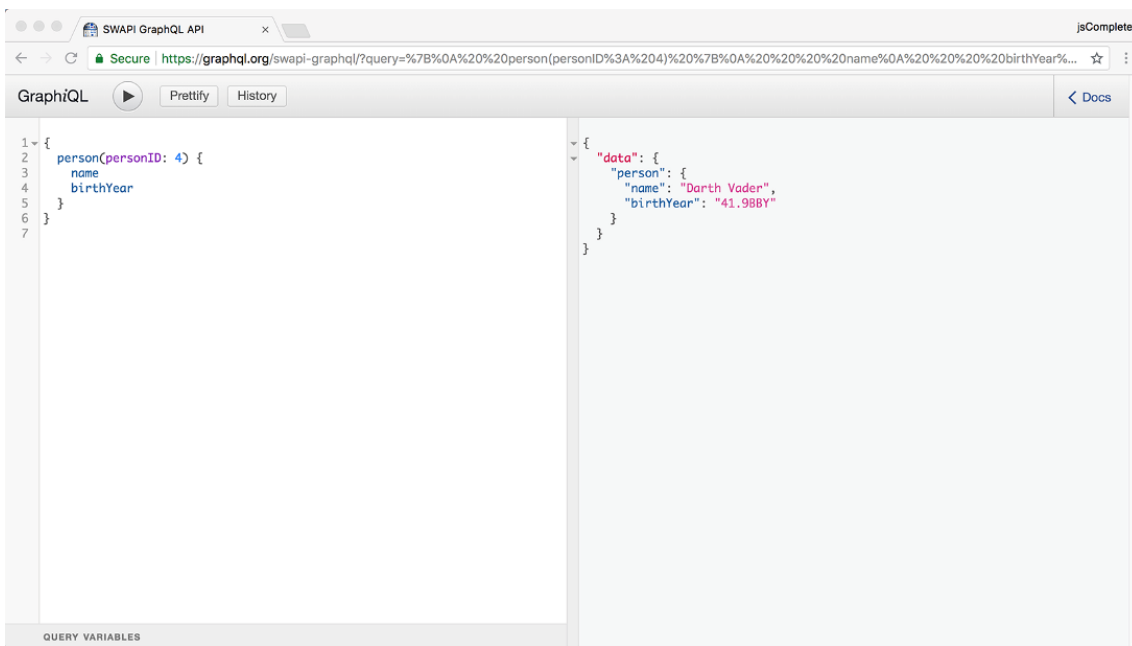 SWAPI GraphQL API ×
jsComplete
Secure https://graphql.org/swapi-graphql/?query=%7B%0A%20%20person(personID%3A%204)%20%7B%0A%20%20%20%20name%0A%20%20%20%20birthYear%...
GraphiQL Prettify History Docs
1 {
2 person(personID: 4) {
3 name
4 birthYear
5 }
6 }
7
{
"data": {
"person": {
"name": "Darth Vader",
"birthYear": "41.9BBY"
}
}
}
QUERY VARIABLES